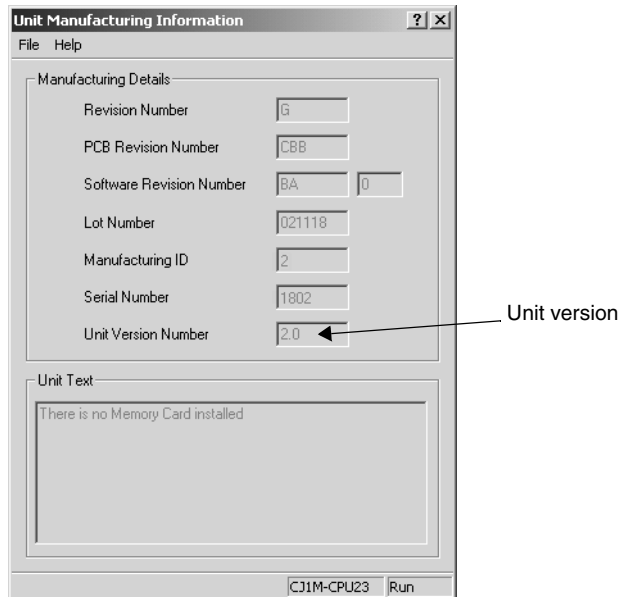 Unit Manufacturing Information
File Help
Manufacturing Details
Revision Number G
PCB Revision Number CBB
Software Revision Number BA 0
Lot Number 021118
Manufacturing ID 2
Serial Number 1802
Unit Version Number 2.0
Unit version
Unit Text
There is no Memory Card installed
CJ1M-CPU23 Run